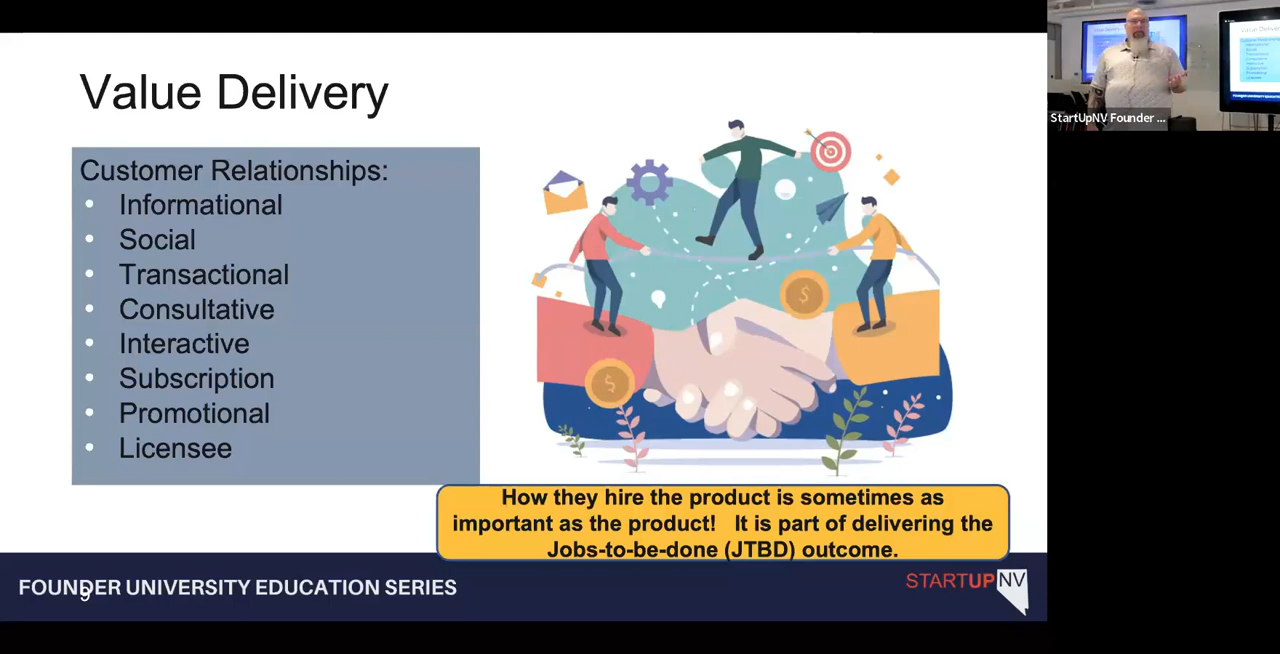 Value Delivery
Customer Relationships:
• Informational
• Social
• Transactional
• Consultative
• Interactive
• Subscription
• Promotional
• Licensee
How they hire the product is sometimes as
important as the product! It is part of delivering the
Jobs-to-be-done (JTBD) outcome.
$
$
FOUNDER UNIVERSITY EDUCATION SERIES
9
STARTUPNV
StartUpNV Founder ...